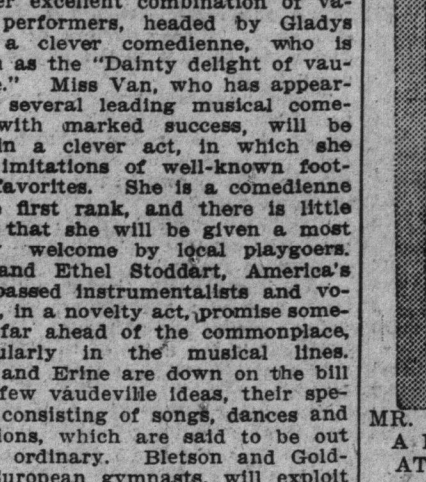 excellent combination of va-
performers, headed by Gladys
a clever comedienne, who is
as the "Dainty delight of vau-
." Miss Van, who has appear-
several leading musical come-
with marked success, will be
in a clever act, in which she
imitations of well-known foot-
favorites. She is a comedienne
first rank, and there is little
that she will be given a most
welcome by local playgoers.
and Ethel Stoddart, America's
passed instrumentalists and vo-
, in a novelty act, promise some-
far ahead of the commonplace,
ularly in the musical lines.
and Erine are down on the bill
few vaudeville ideas, their spe-
consisting of songs, dances and
ions, which are said to be out
ordinary. Bletson and Gold-
European gymnasts, will exploit
MR.
A
AT